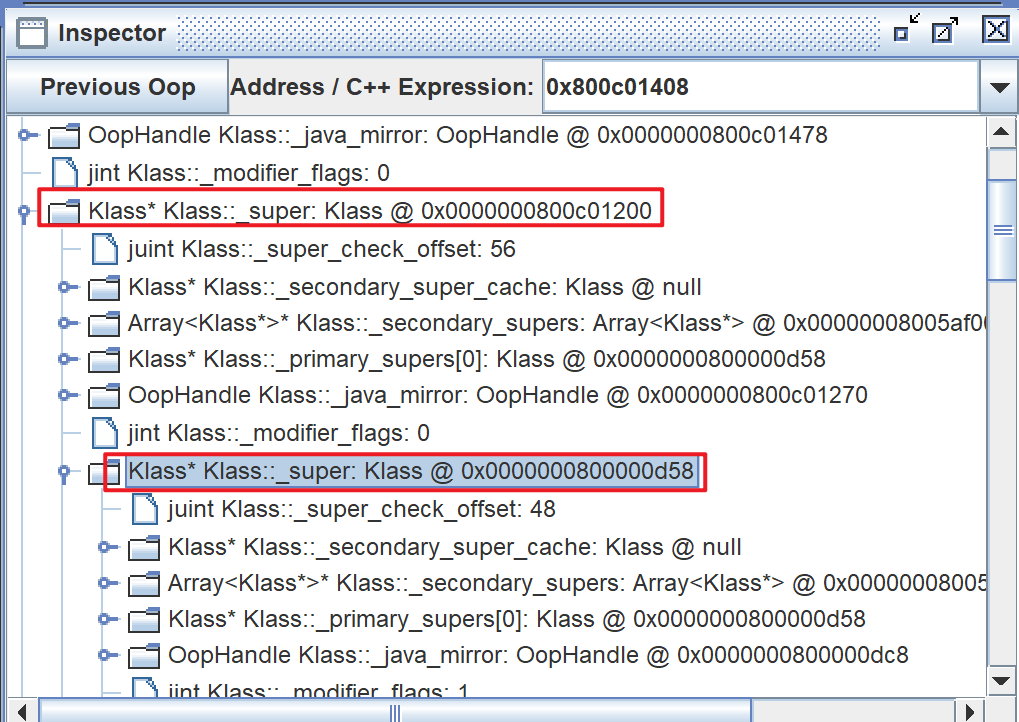 Inspector
Previous Oop Address / C++ Expression: 0x800c01408
OopHandle Klass::_java_mirror: OopHandle @ 0x0000000800c01478
jint Klass::_modifier_flags: 0
Klass* Klass::_super: Klass @ 0x0000000800c01200
juint Klass::_super_check_offset: 56
Klass* Klass::_secondary_super_cache: Klass @ null
Array<Klass*>* Klass::_secondary_supers: Array<Klass*> @
Klass* Klass::_primary_supers[0]: Klass @ 0x0000000800000d58
OopHandle Klass::_java_mirror: OopHandle @ 0x0000000800c01270
jint Klass::_modifier_flags: 0
Klass* Klass::_super: Klass @ 0x0000000800000d58
juint Klass::_super_check_offset: 48
Klass* Klass::_secondary_super_cache: Klass @ null
Array<Klass*>* Klass::_secondary_supers: Array<Klass*> @
Klass* Klass::_primary_supers[0]: Klass @ 0x0000000800000d58
OopHandle Klass::_java_mirror: OopHandle @ 0x0000000800000dc8
jint Klass::_modifier_flags: 1